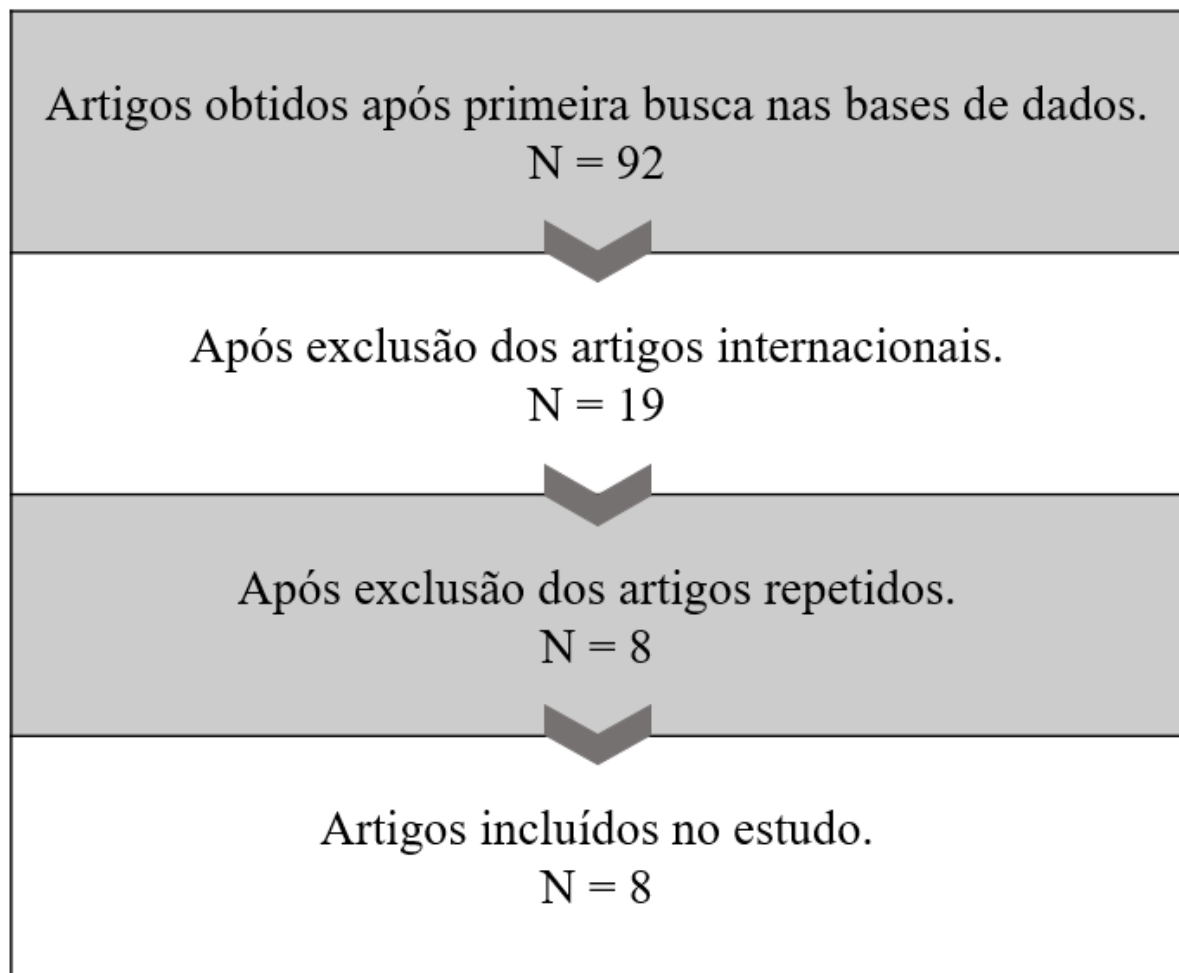 Artigos obtidos após primeira busca nas bases de dados.
N = 92
Após exclusão dos artigos internacionais.
N = 19
Após exclusão dos artigos repetidos.
N = 8
Artigos incluídos no estudo.
N = 8